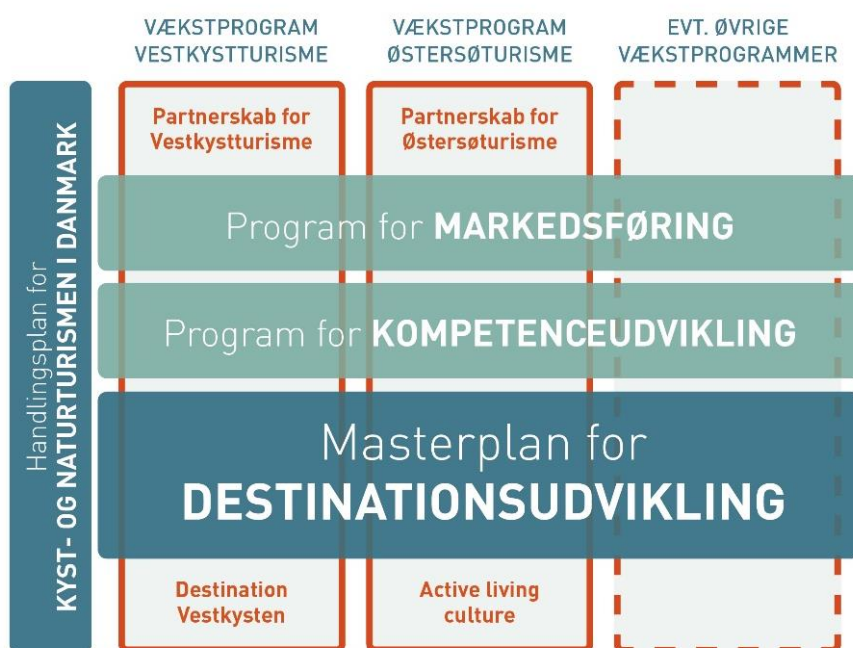 VÆKSTPROGRAM
VESTKYSTTURISME
VÆKSTPROGRAM
ØSTERSØTURISME
EVT. ØVRIGE
VÆKSTPROGRAMMER
Handlingsplan for
KYST- OG NATURTURISMEN I DANMARK
Partnerskab for
Vestkystturisme
Partnerskab for
Østersøturisme
Program for MARKEDSFØRING
Program for KOMPETENCEUDVIKLING
Masterplan for
DESTINATIONSUDVIKLING
Destination
Vestkysten
Active living
culture